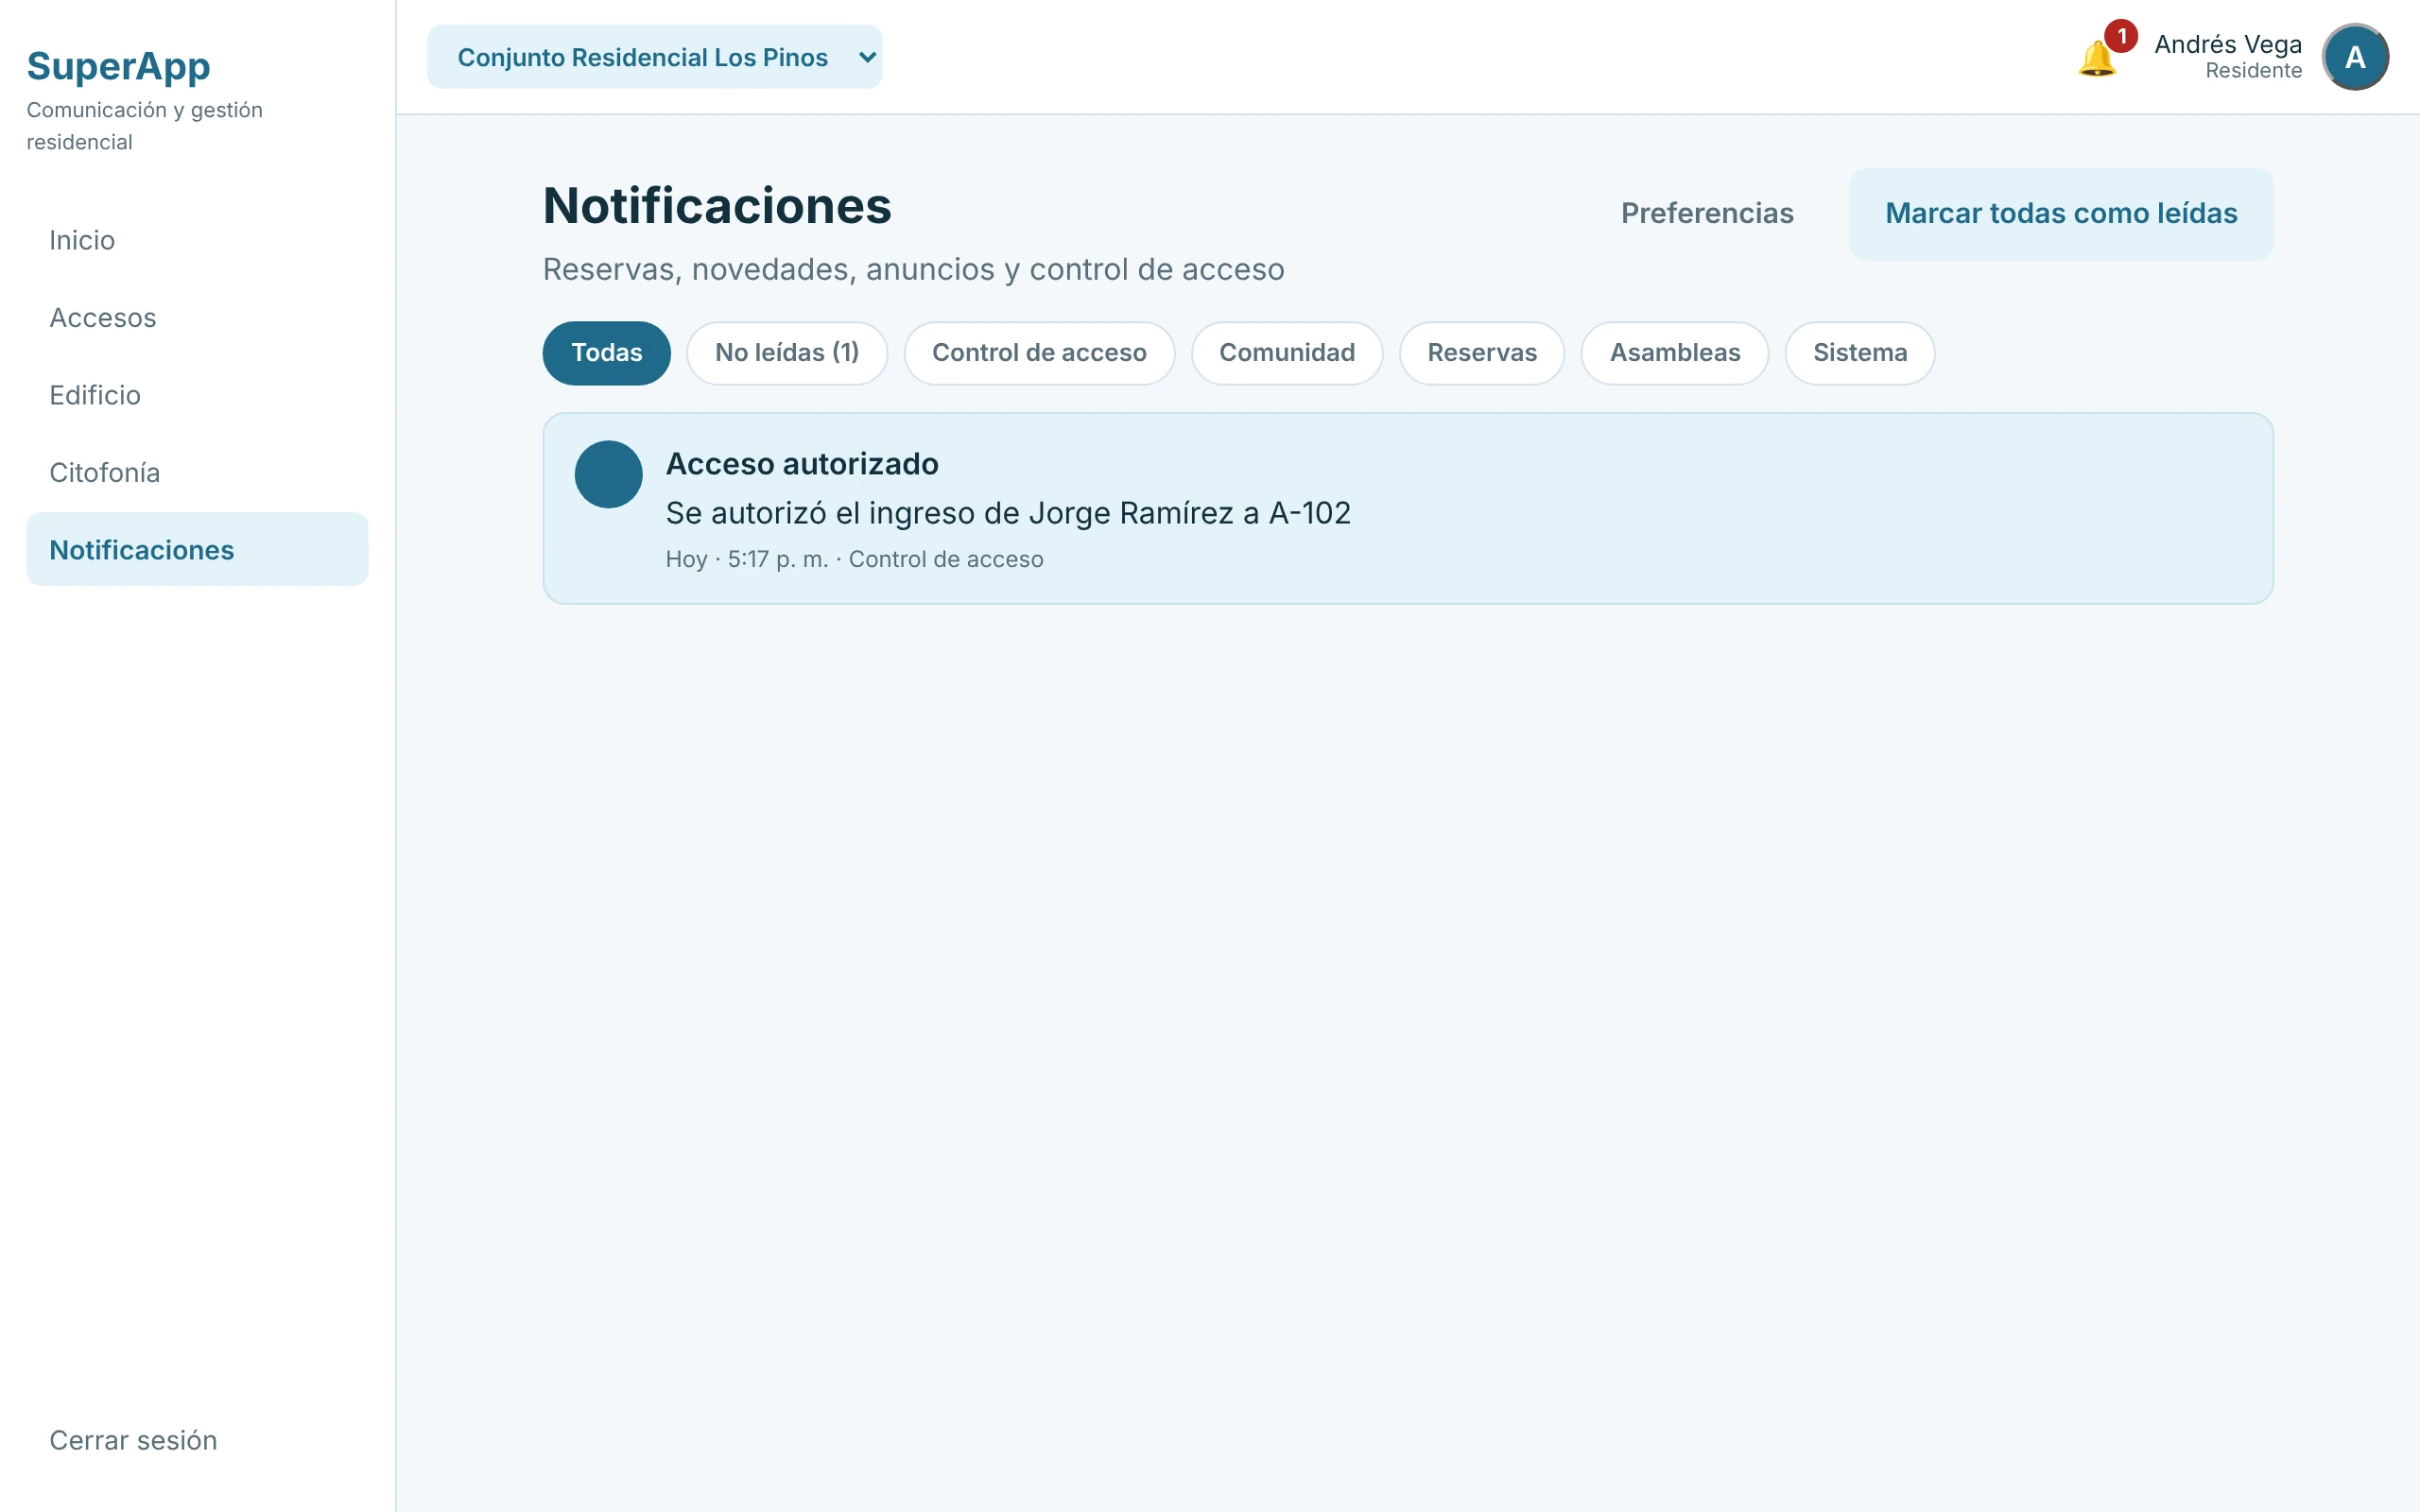 SuperApp
Comunicación y gestión
residencial
Inicio
Accesos
Edificio
Citofonía
Notificaciones
Cerrar sesión
Conjunto Residencial Los Pinos
1
Andrés Vega
Residente
A
Notificaciones
Reservas, novedades, anuncios y control de acceso
Preferencias
Marcar todas como leídas
Todas
No leídas (1)
Control de acceso
Comunidad
Reservas
Asambleas
Sistema
Acceso autorizado
Se autorizó el ingreso de Jorge Ramírez a A-102
Hoy · 5:17 p. m. · Control de acceso